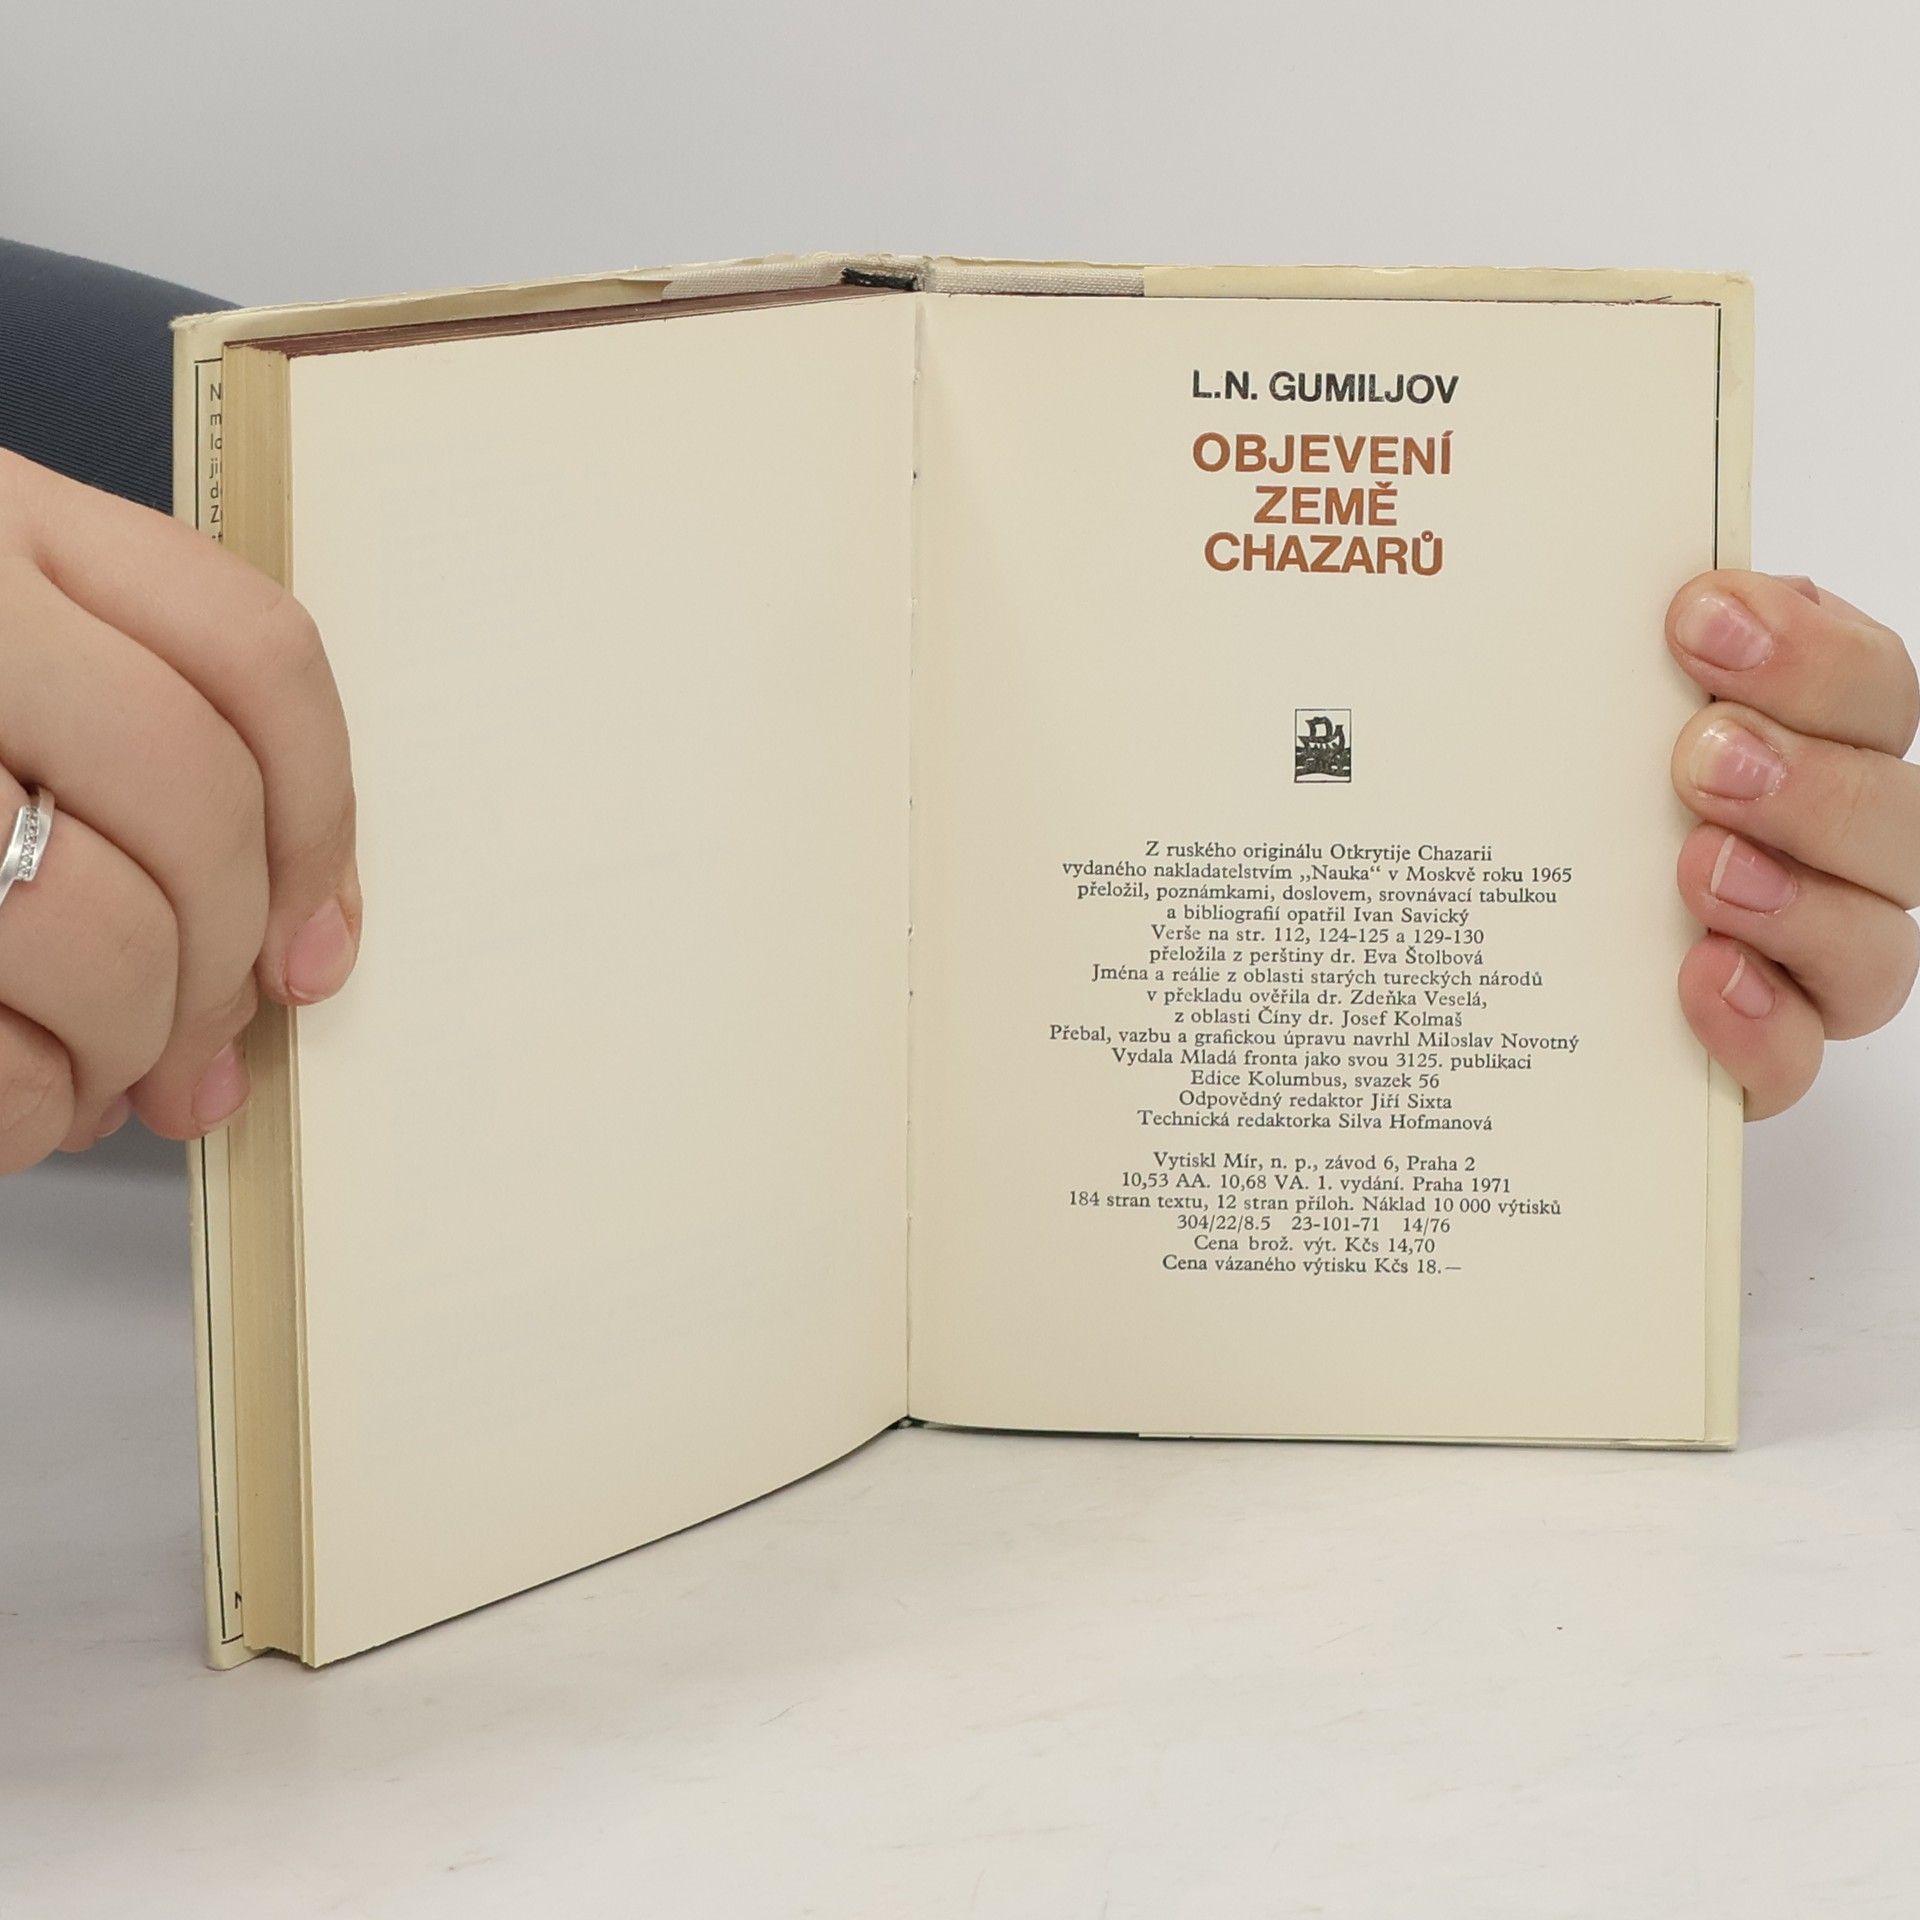 N
m
lo
ji
d
Z
L.N. GUMILJOV
OBJEVENÍ
ZEMĚ
CHAZARŮ
Z ruského originálu Otkrytije Chazarii
vydaného nakladatelstvím „Nauka“ v Moskvě roku 1965
přeložil, poznámkami, doslovem, srovnávací tabulkou
a bibliografií opatřil Ivan Savický
Verše na str. 112, 124-125 a 129-130
přeložila z perštiny dr. Eva Štolbová
Jména a reálie z oblasti starých tureckých národů
v překladu ověřila dr. Zdeňka Veselá,
z oblasti Číny dr. Josef Kolmaš
Přebal, vazbu a grafickou úpravu navrhl Miloslav Novotný
Vydala Mladá fronta jako svou 3125. publikaci
Edice Kolumbus, svazek 56
Odpovědný redaktor Jiří Sixta
Technická redaktorka Silva Hofmanová
Vytiskl Mír, n. p., závod 6, Praha 2
10,53 AA. 10,68 VA. 1. vydání. Praha 1971
184 stran textu, 12 stran příloh. Náklad 10 000 výtisků
304/22/8.5 23-101-71 14/76
Cena brož. výt. Kčs 14,70
Cena vázaného výtisku Kčs 18.—